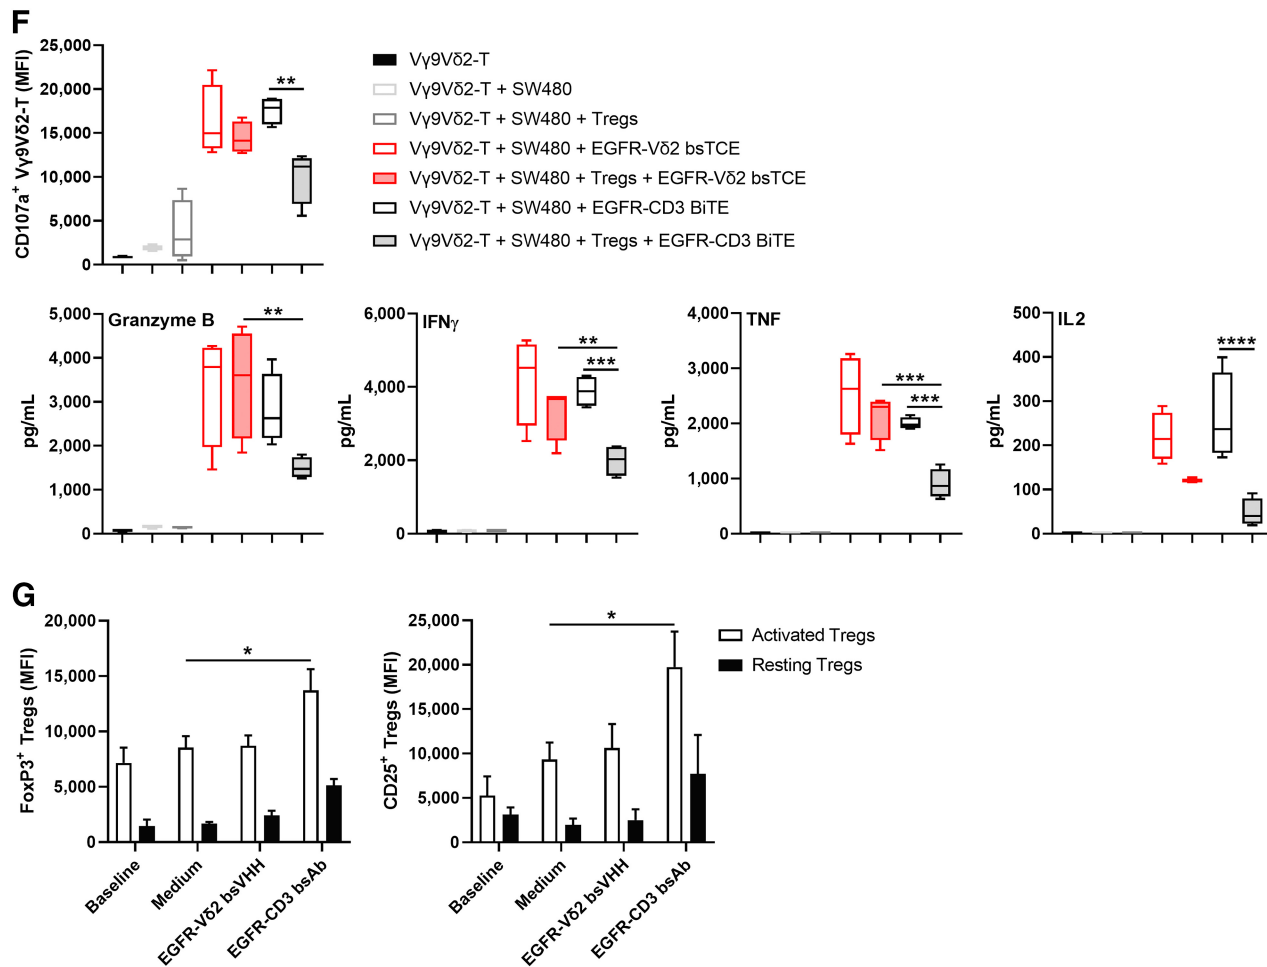 F
CD107a⁺ Vγ9Vδ2-T (MFI)
25,000
20,000
15,000
10,000
5,000
0
**
Vγ9Vδ2-T
Vγ9Vδ2-T + SW480
Vγ9Vδ2-T + SW480 + Tregs
Vγ9Vδ2-T + SW480 + EGFR-Vδ2 bsTCE
Vγ9Vδ2-T + SW480 + Tregs + EGFR-Vδ2 bsTCE
Vγ9Vδ2-T + SW480 + EGFR-CD3 BiTE
Vγ9Vδ2-T + SW480 + Tregs + EGFR-CD3 BiTE
Granzyme B
pg/mL
5,000
4,000
3,000
2,000
1,000
0
**
IFNγ
pg/mL
6,000
4,000
2,000
0
**
***
TNF
pg/mL
4,000
3,000
2,000
1,000
0
***
***
IL2
pg/mL
500
400
300
200
100
0
****
G
FoxP3⁺ Tregs (MFI)
20,000
15,000
10,000
5,000
0
*
Baseline
Medium
EGFR-Vδ2 bsVHH
EGFR-CD3 bsAb
CD25⁺ Tregs (MFI)
25,000
20,000
15,000
10,000
5,000
0
*
Baseline
Medium
EGFR-Vδ2 bsVHH
EGFR-CD3 bsAb
Activated Tregs
Resting Tregs